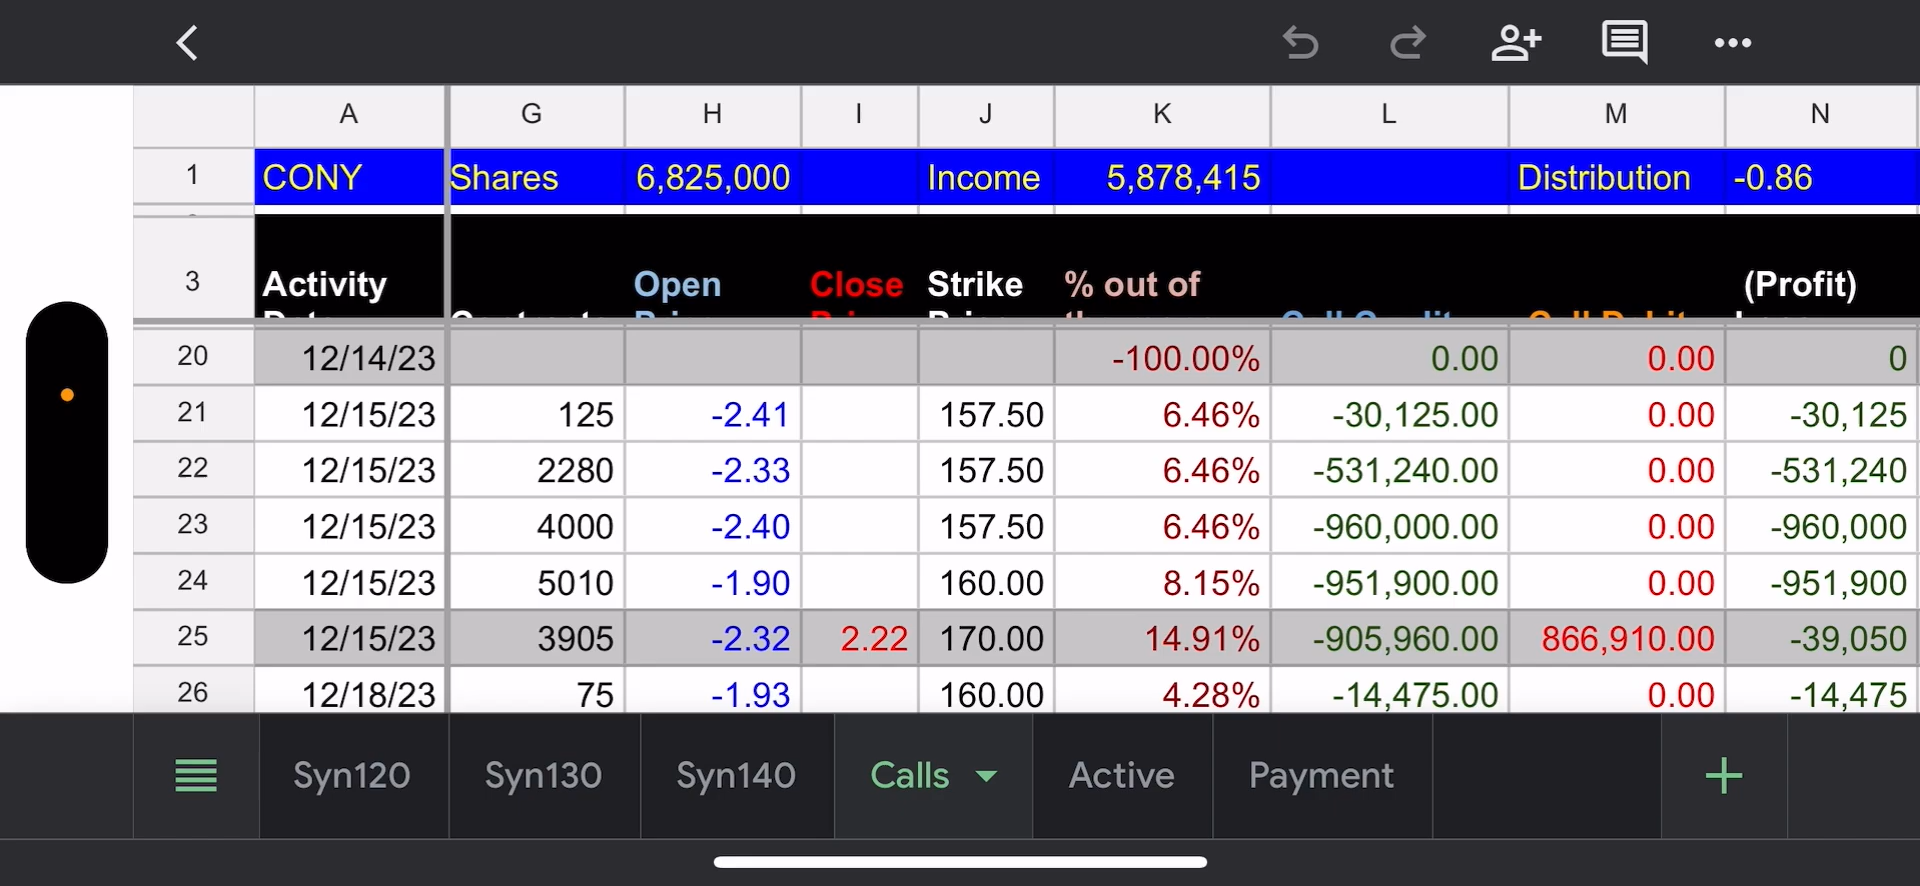 A G H I J K L M N
1 CONY Shares 6,825,000 Income 5,878,415 Distribution -0.86
3 Activity Open Close Strike % out of (Profit)
20 12/14/23 -100.00% 0.00 0.00 0
21 12/15/23 125 -2.41 157.50 6.46% -30,125.00 0.00 -30,125
22 12/15/23 2280 -2.33 157.50 6.46% -531,240.00 0.00 -531,240
23 12/15/23 4000 -2.40 157.50 6.46% -960,000.00 0.00 -960,000
24 12/15/23 5010 -1.90 160.00 8.15% -951,900.00 0.00 -951,900
25 12/15/23 3905 -2.32 2.22 170.00 14.91% -905,960.00 866,910.00 -39,050
26 12/18/23 75 -1.93 160.00 4.28% -14,475.00 0.00 -14,475
Syn120 Syn130 Syn140 Calls Active Payment